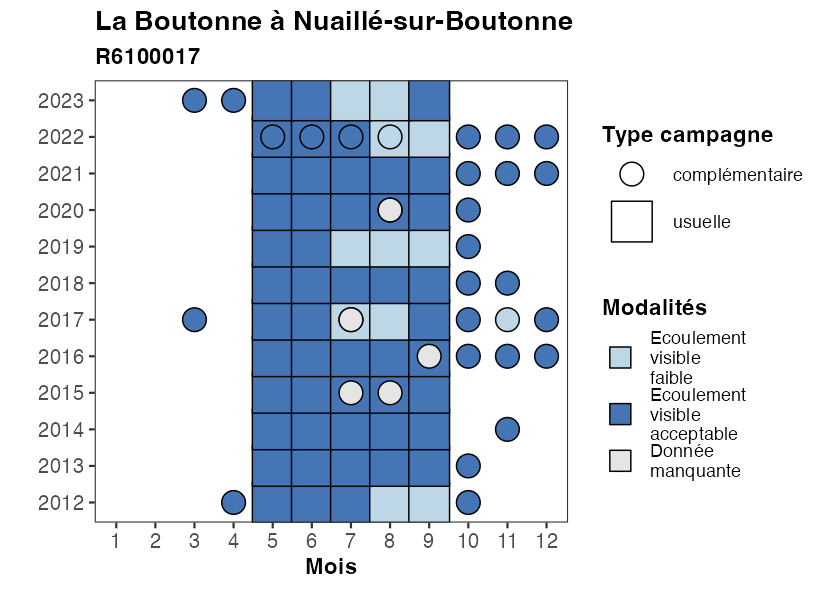 La Boutonne à Nuaillé-sur-Boutonne
R6100017
2023
2022
2021
2020
2019
2018
2017
2016
2015
2014
2013
2012
1 2 3 4 5 6 7 8 9 10 11 12
Mois
Type campagne
complémentaire
usuelle
Modalités
Ecoulement
visible
faible
Ecoulement
visible
acceptable
Donnée
manquante